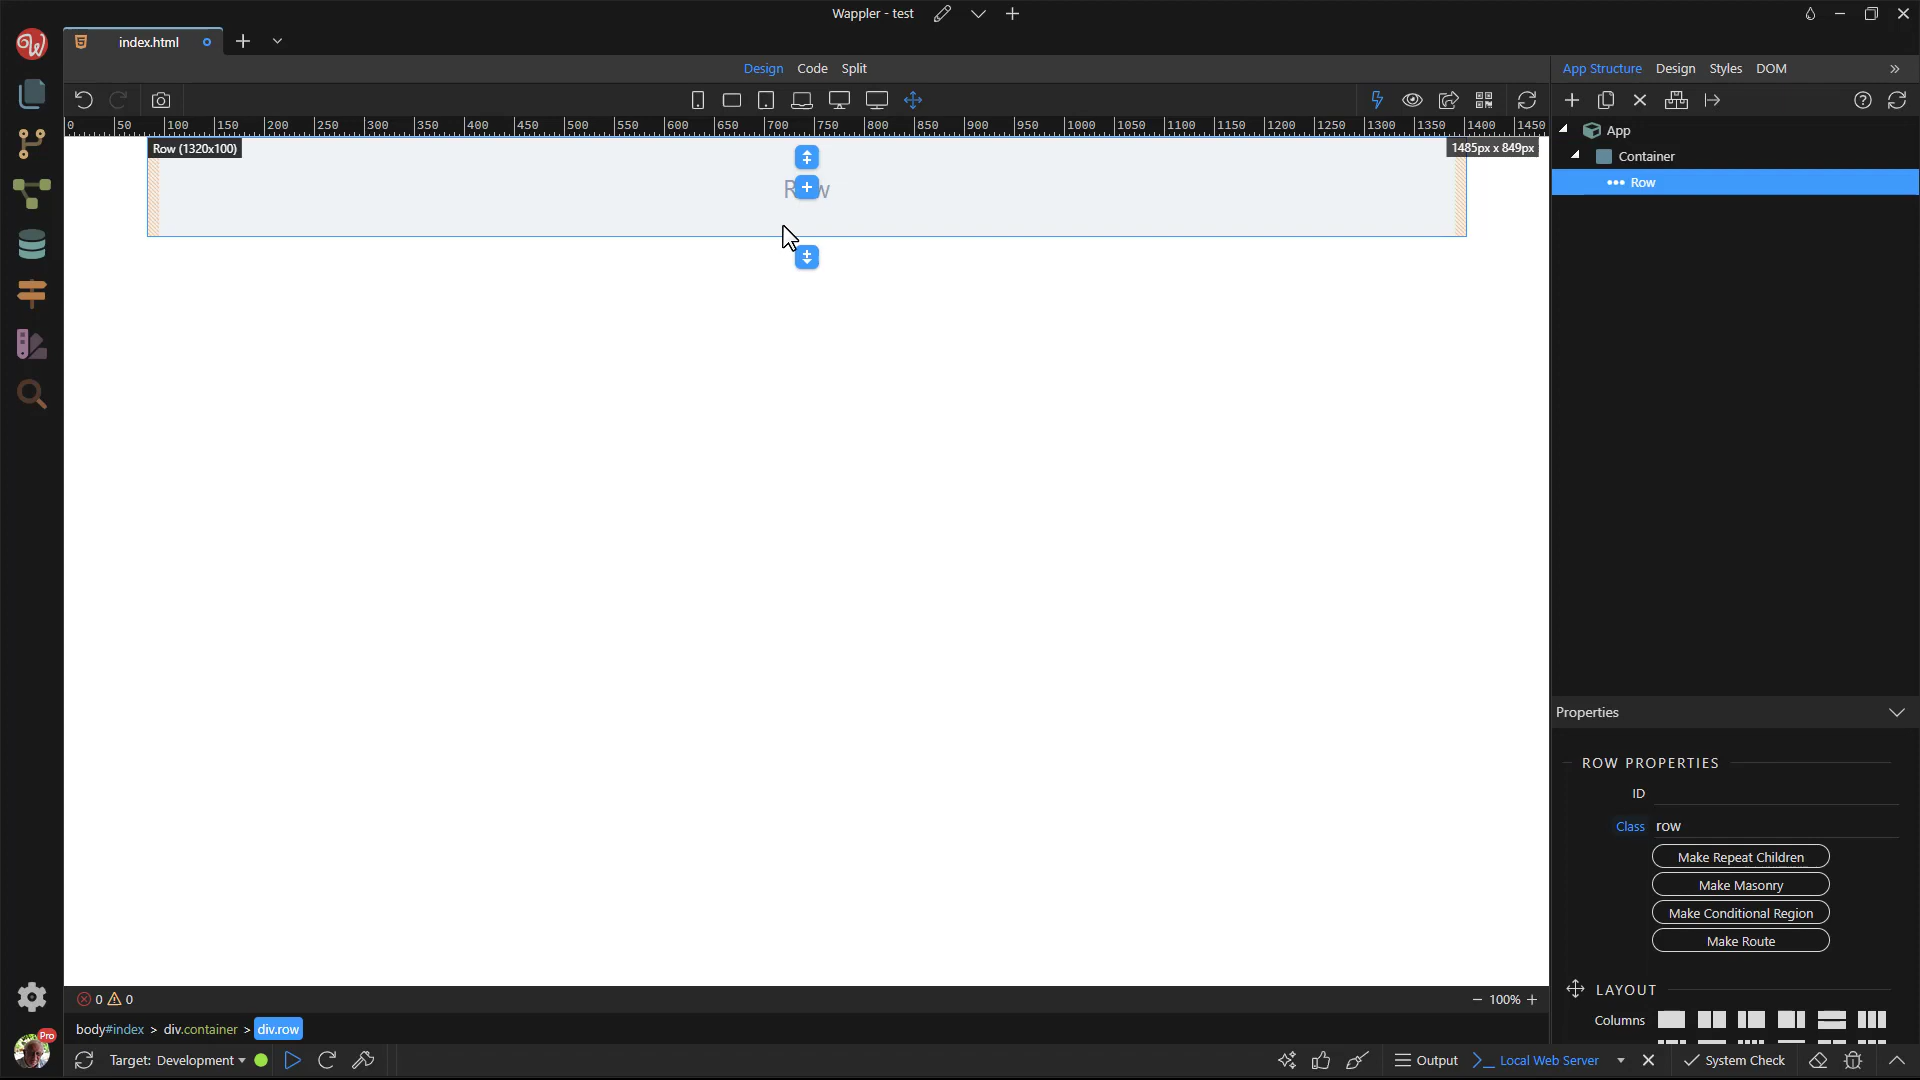 Wappler - test
index.html
Design Code Split
App Structure Design Styles DOM
0 50 100 150 200 250 300 350 400 450 500 550 600 650 700 750 800 850 900 950 1000 1050 1100 1150 1200 1250 1300 1350 1400 1450
Row (1320x100)
1485px x 849px
App
Container
Row
Properties
ROW PROPERTIES
ID
Class row
Make Repeat Children
Make Masonry
Make Conditional Region
Make Route
LAYOUT
Columns
0 0
100%
body#index > div.container > div.row
Pro
Target: Development
Output
Local Web Server
System Check